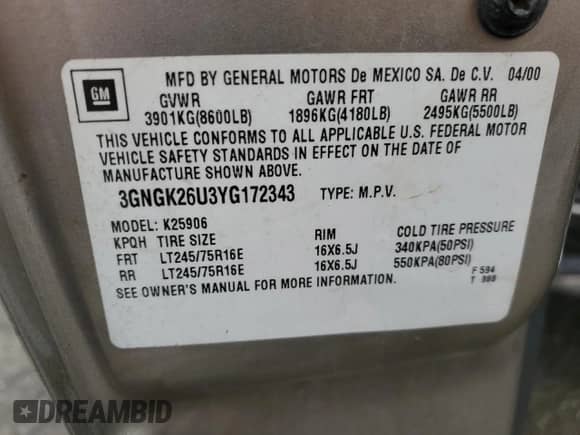 GM
MFD BY GENERAL MOTORS De MEXICO SA. De C.V. 04/00
GVWR GAWR FRT GAWR RR
3901KG(8600LB) 1896KG(4180LB) 2495KG(5500LB)
THIS VEHICLE CONFORMS TO ALL APPLICABLE U.S. FEDERAL MOTOR
VEHICLE SAFETY STANDARDS IN EFFECT ON THE DATE OF
MANUFACTURE SHOWN ABOVE.
3GNGK26U3YG172343 TYPE: M.P.V.
MODEL: K25906
KPQH TIRE SIZE RIM COLD TIRE PRESSURE
FRT LT245/75R16E 16X6.5J 340KPA(50PSI)
RR LT245/75R16E 16X6.5J 550KPA(80PSI)
SEE OWNER'S MANUAL FOR MORE INFORMATION.
F 594
T 988
DREAMBID